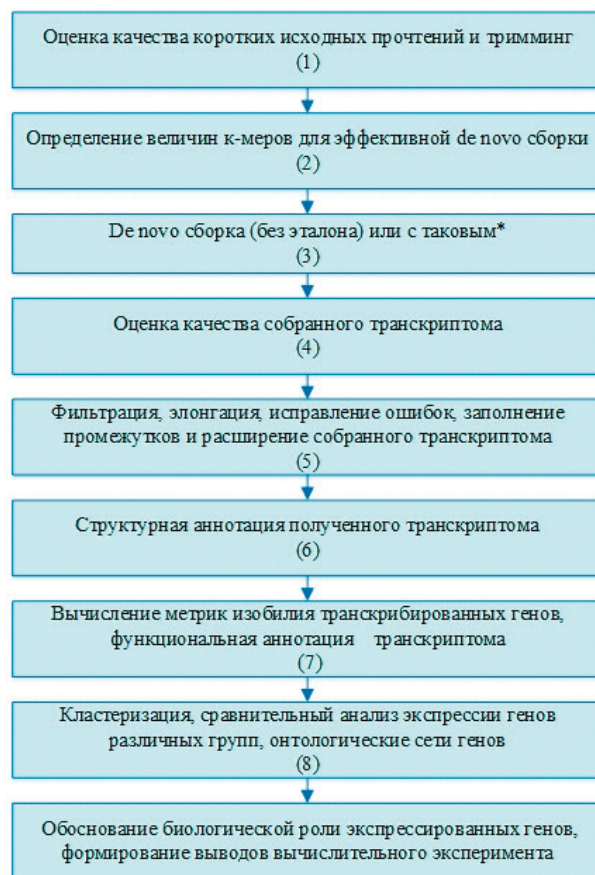 Оценка качества коротких исходных прочтений и тримминг
(1)
Определение величин к-меров для эффективной de novo сборки
(2)
De novo сборка (без эталона) или с таковым*
(3)
Оценка качества собранного транскриптома
(4)
Фильтрация, элонгация, исправление ошибок, заполнение
промежутков и расширение собранного транскриптома
(5)
Структурная аннотация полученного транскриптома
(6)
Вычисление метрик изобилия транскрибированных генов,
функциональная аннотация транскриптома
(7)
Кластеризация, сравнительный анализ экспрессии генов
различных групп, онтологические сети генов
(8)
Обоснование биологической роли экспрессированных генов,
формирование выводов вычислительного эксперимента